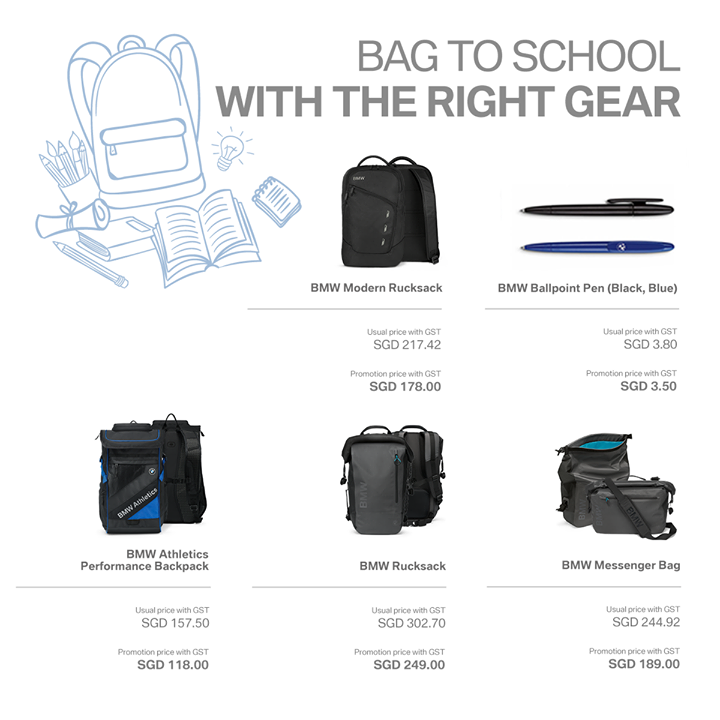 BAG TO SCHOOL
WITH THE RIGHT GEAR
BMW
BMW Modern Rucksack
Usual price with GST
SGD 217.42
Promotion price with GST
SGD 178.00
BMW Ballpoint Pen (Black, Blue)
Usual price with GST
SGD 3.80
Promotion price with GST
SGD 3.50
BMW Athletics
BMW Athletics
Performance Backpack
Usual price with GST
SGD 157.50
Promotion price with GST
SGD 118.00
BMW
BMW Rucksack
Usual price with GST
SGD 302.70
Promotion price with GST
SGD 249.00
BMW
BMW Messenger Bag
Usual price with GST
SGD 244.92
Promotion price with GST
SGD 189.00